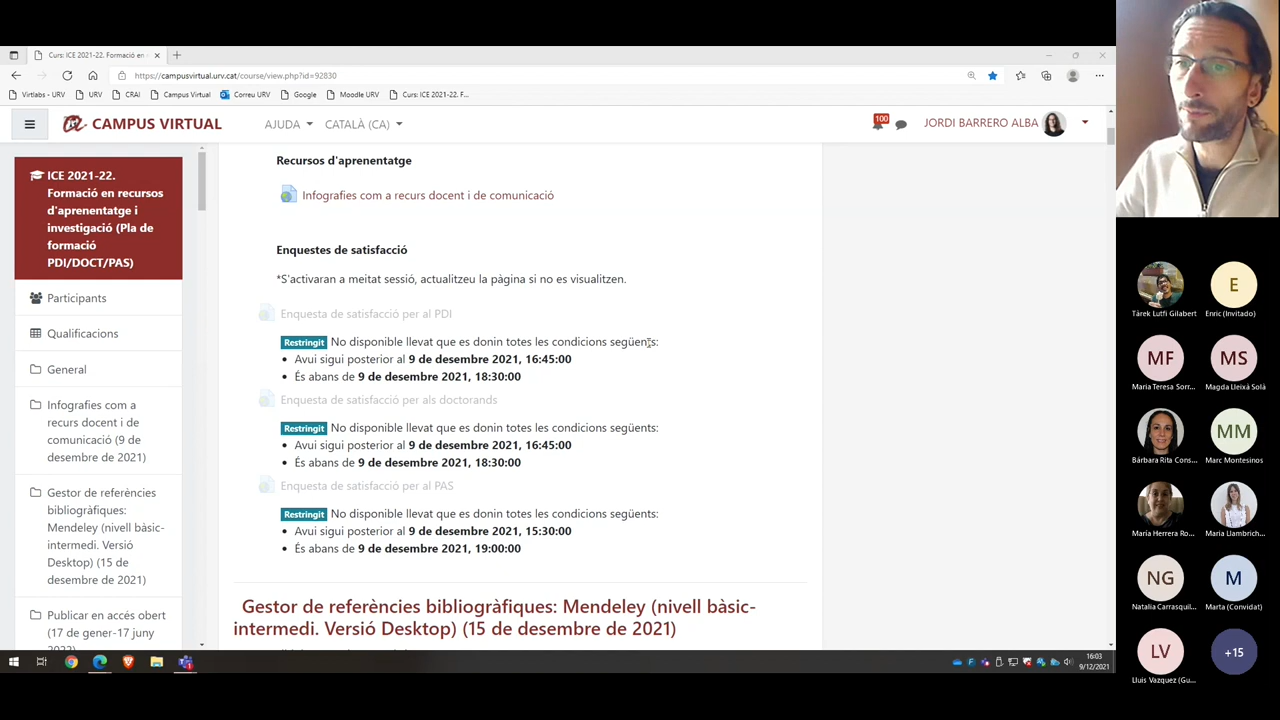 Curs: ICE 2021-22. Formació en
https://campusvirtual.urv.cat/course/view.php?id=92830
Virtlabs - URV URV CRAI Campus Virtual Correu URV Google Moodle URV Curs: ICE 2021-22. F...
CAMPUS VIRTUAL AJUDA CATALÀ (CA) 100 JORDI BARRERO ALBA
ICE 2021-22.
Formació en recursos
d'aprenentatge i
investigació (Pla de
formació
PDI/DOCT/PAS)
Participants
Qualificacions
General
Infografies com a
recurs docent i de
comunicació (9 de
desembre 2021)
Gestor de referències
bibliogràfiques:
Mendeley (nivell bàsic-
intermedi. Versió
Desktop) (15 de
desembre de 2021)
Publicar en accés obert
(17 de gener-17 juny
2022)
Recursos d'aprenentatge
Infografies com a recurs docent i de comunicació
Enquestes de satisfacció
*S'activaran a meitat sessió, actualitzeu la pàgina si no es visualitzen.
Enquesta de satisfacció per al PDI
Restringit No disponible llevat que es donin totes les condicions següents:
Avui sigui posterior al 9 de desembre 2021, 16:45:00
És abans de 9 de desembre 2021, 18:30:00
Enquesta de satisfacció per als doctorands
Restringit No disponible llevat que es donin totes les condicions següents:
Avui sigui posterior al 9 de desembre 2021, 16:45:00
És abans de 9 de desembre 2021, 18:30:00
Enquesta de satisfacció per al PAS
Restringit No disponible llevat que es donin totes les condicions següents:
Avui sigui posterior al 9 de desembre 2021, 15:30:00
És abans de 9 de desembre 2021, 19:00:00
Gestor de referències bibliogràfiques: Mendeley (nivell bàsic-
intermedi. Versió Desktop) (15 de desembre de 2021)
16:03
9/12/2021
E
Tárek Lutfi Gilabert Enric (Invitado)
MF MS
Maria Teresa Sorr... Magda Lleixà Solà
MM
Bárbara Rita Cons... Marc Montesinos
María Herrera Ro... Maria Llambrich...
NG M
Natalia Carrasquil... Marta (Convidat)
LV +15
Lluis Vazquez (Gu...